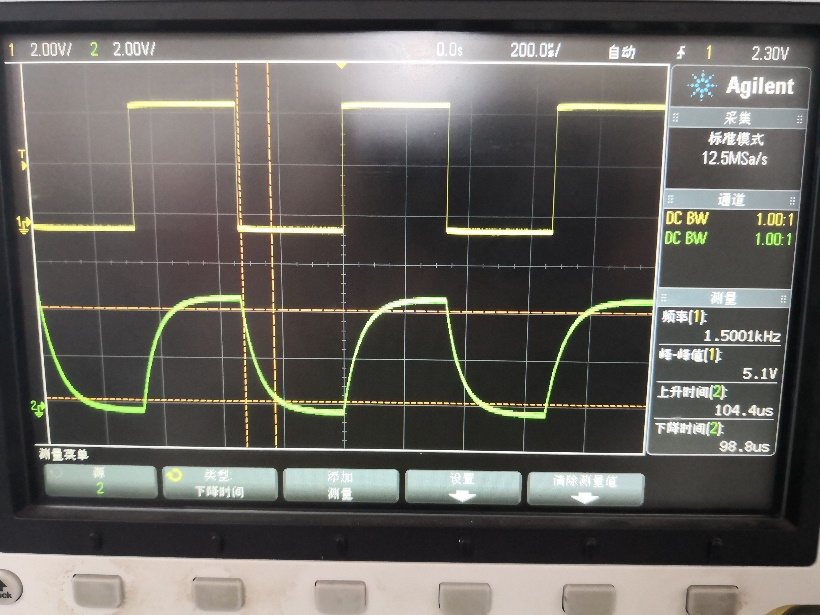 1 2.00V/ 2 2.00V/ 0.0s 200.0us/ 自动 1 2.30V
Agilent
采集
标准模式
12.5MSa/s
通道
DC BW 1.00:1
DC BW 1.00:1
测量
频率(1):
1.5001kHz
峰-峰值(1):
5.1V
上升时间(2):
104.4us
下降时间(2):
98.8us
T
1
2
测量菜单
源
2
类型:
下降时间
添加
测量
设置
清除测量值